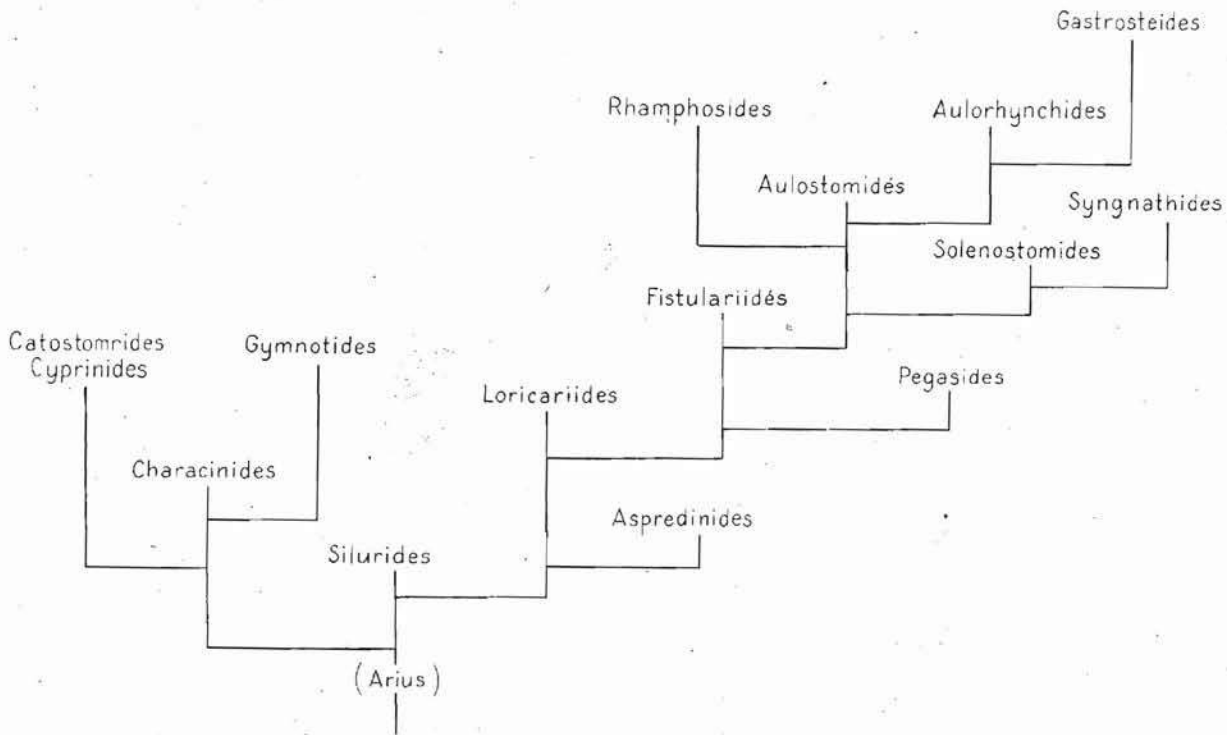 Gastrosteides
Rhamphosides
Aulorhynchides
Aulostomidés
Syngnathides
Solenostomides
Fistulariidés
Catostomrides
Cyprinides
Gymnotides
Pegasides
Loricariides
Characinides
Aspredinides
Silurides
(Arius)